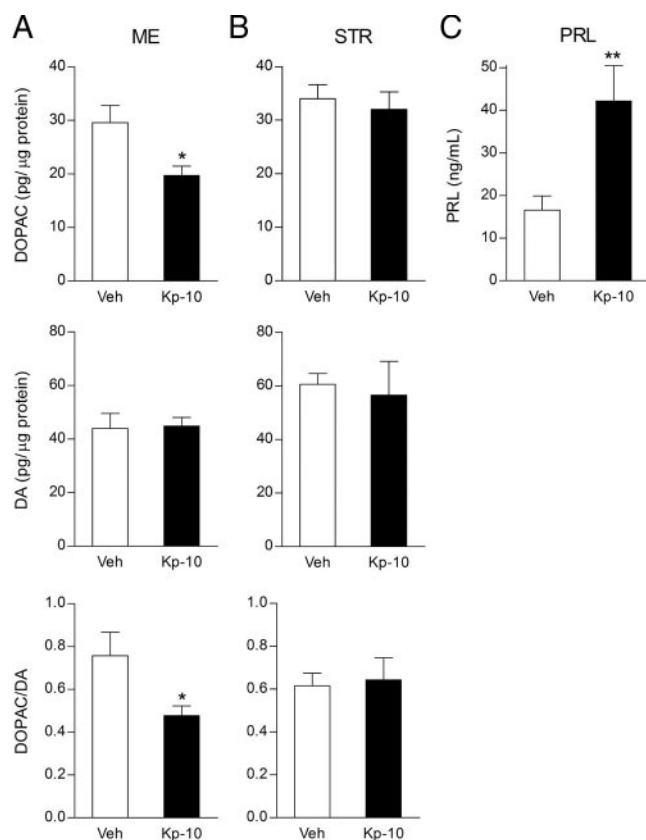 A
ME
B
STR
C
PRL
DOPAC (pg/ μg protein)
40
30
20
10
0
*
Veh
Kp-10
40
30
20
10
0
Veh
Kp-10
PRL (ng/mL)
50
40
30
20
10
0
**
Veh
Kp-10
DA (pg/μg protein)
80
60
40
20
0
Veh
Kp-10
80
60
40
20
0
Veh
Kp-10
DOPAC/DA
1.0
0.8
0.6
0.4
0.2
0.0
*
Veh
Kp-10
1.0
0.8
0.6
0.4
0.2
0.0
Veh
Kp-10